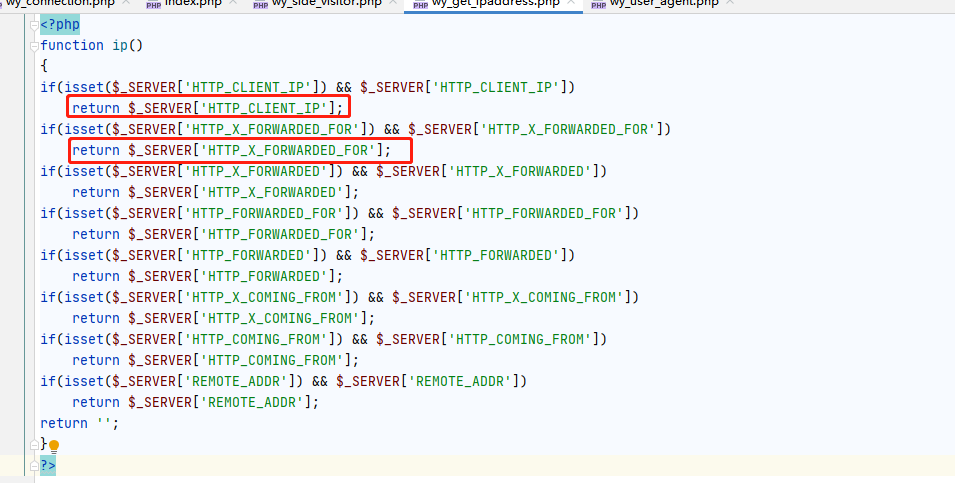 wy_connection.php
PHP index.php
PHP wy_side_visitor.php
PHP wy_get_ipaddress.php
PHP wy_user_agent.php
<?php
function ip()
{
if(isset($_SERVER['HTTP_CLIENT_IP']) && $_SERVER['HTTP_CLIENT_IP'])
    return $_SERVER['HTTP_CLIENT_IP'];
if(isset($_SERVER['HTTP_X_FORWARDED_FOR']) && $_SERVER['HTTP_X_FORWARDED_FOR'])
    return $_SERVER['HTTP_X_FORWARDED_FOR'];
if(isset($_SERVER['HTTP_X_FORWARDED']) && $_SERVER['HTTP_X_FORWARDED'])
    return $_SERVER['HTTP_X_FORWARDED'];
if(isset($_SERVER['HTTP_FORWARDED_FOR']) && $_SERVER['HTTP_FORWARDED_FOR'])
    return $_SERVER['HTTP_FORWARDED_FOR'];
if(isset($_SERVER['HTTP_FORWARDED']) && $_SERVER['HTTP_FORWARDED'])
    return $_SERVER['HTTP_FORWARDED'];
if(isset($_SERVER['HTTP_X_COMING_FROM']) && $_SERVER['HTTP_X_COMING_FROM'])
    return $_SERVER['HTTP_X_COMING_FROM'];
if(isset($_SERVER['HTTP_COMING_FROM']) && $_SERVER['HTTP_COMING_FROM'])
    return $_SERVER['HTTP_COMING_FROM'];
if(isset($_SERVER['REMOTE_ADDR']) && $_SERVER['REMOTE_ADDR'])
    return $_SERVER['REMOTE_ADDR'];
return '';
}
?>